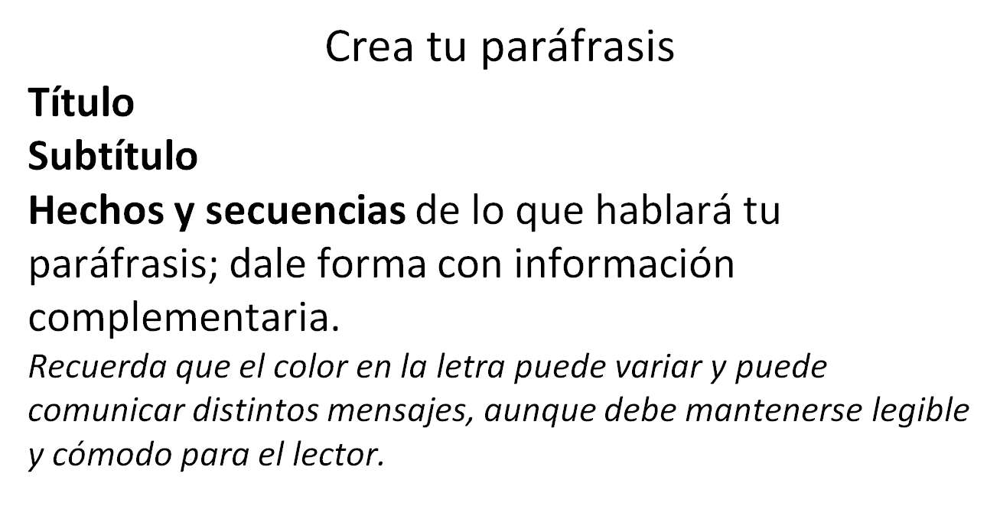 Crea tu paráfrasis
Título
Subtítulo
Hechos y secuencias de lo que hablará tu
paráfrasis; dale forma con información
complementaria.
Recuerda que el color en la letra puede variar y puede
comunicar distintos mensajes, aunque debe mantenerse legible
y cómodo para el lector.